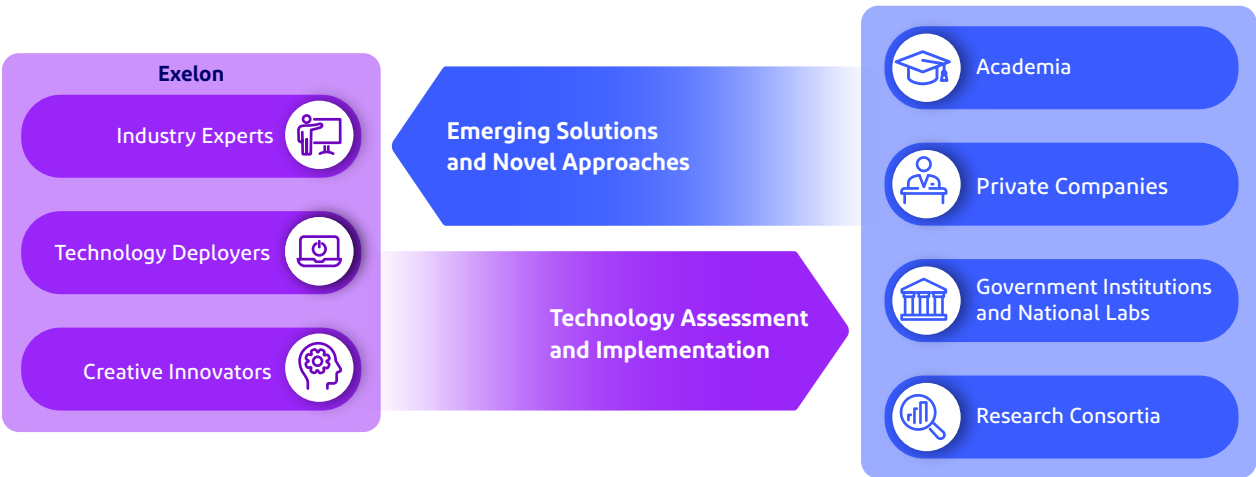 Exelon
Industry Experts
Technology Deployers
Creative Innovators
Emerging Solutions
and Novel Approaches
Technology Assessment
and Implementation
Academia
Private Companies
Government Institutions
and National Labs
Research Consortia